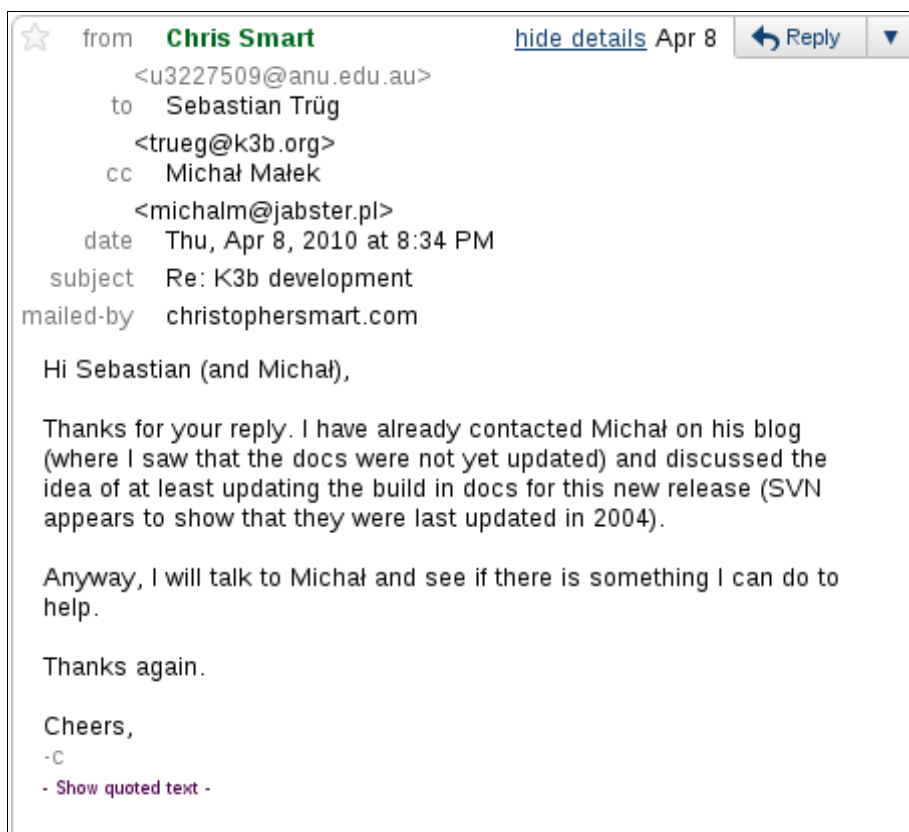 from Chris Smart hide details Apr 8 Reply
<u3227509@anu.edu.au>
to Sebastian Trüg
<trueg@k3b.org>
cc Michał Małek
<michalm@jabster.pl>
date Thu, Apr 8, 2010 at 8:34 PM
subject Re: K3b development
mailed-by christophersmart.com
Hi Sebastian (and Michał),
Thanks for your reply. I have already contacted Michał on his blog
(where I saw that the docs were not yet updated) and discussed the
idea of at least updating the build in docs for this new release (SVN
appears to show that they were last updated in 2004).
Anyway, I will talk to Michał and see if there is something I can do to
help.
Thanks again.
Cheers,
-c
- Show quoted text -